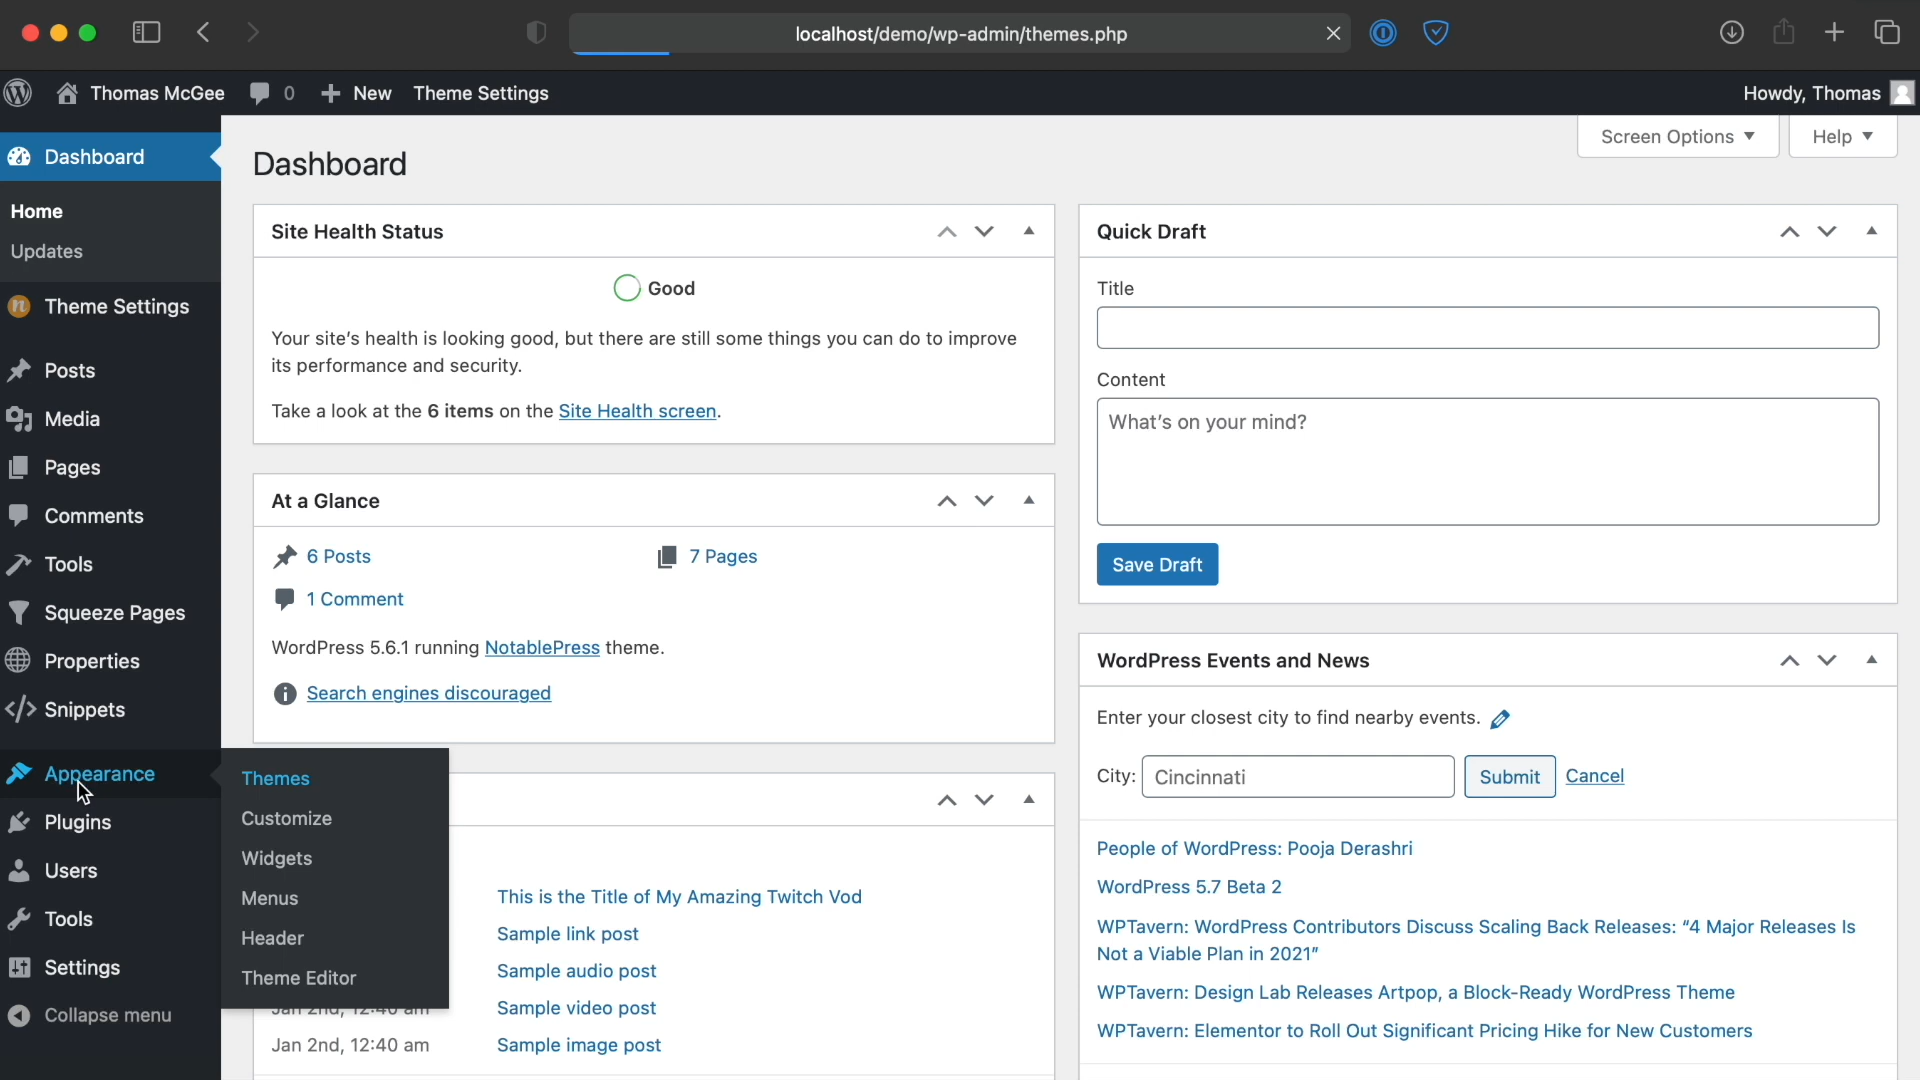 localhost/demo/wp-admin/themes.php
Thomas McGee
0
New
Theme Settings
Howdy, Thomas
Dashboard
Home
Updates
Theme Settings
Posts
Media
Pages
Comments
Tools
Squeeze Pages
Properties
Snippets
Appearance
Plugins
Users
Tools
Settings
Collapse menu
Themes
Customize
Widgets
Menus
Header
Theme Editor
Screen Options
Help
Dashboard
Site Health Status
Good
Your site's health is looking good, but there are still some things you can do to improve
its performance and security.
Take a look at the 6 items on the Site Health screen.
At a Glance
6 Posts
7 Pages
1 Comment
WordPress 5.6.1 running NotablePress theme.
Search engines discouraged
This is the Title of My Amazing Twitch Vod
Sample link post
Sample audio post
Jan 2nd, 12:40 am Sample video post
Jan 2nd, 12:40 am Sample image post
Quick Draft
Title
Content
What's on your mind?
Save Draft
WordPress Events and News
Enter your closest city to find nearby events.
City: Cincinnati Submit Cancel
People of WordPress: Pooja Derashri
WordPress 5.7 Beta 2
WPTavern: WordPress Contributors Discuss Scaling Back Releases: “4 Major Releases Is
Not a Viable Plan in 2021”
WPTavern: Design Lab Releases Artpop, a Block-Ready WordPress Theme
WPTavern: Elementor to Roll Out Significant Pricing Hike for New Customers